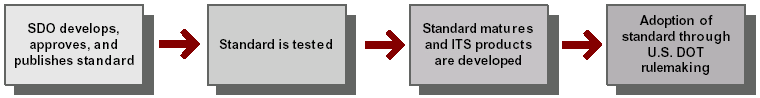 SDO develops,
approves, and
publishes standard
Standard is tested
Standard matures
and ITS products
are developed
Adoption of
standard through
U.S. DOT
rulemaking